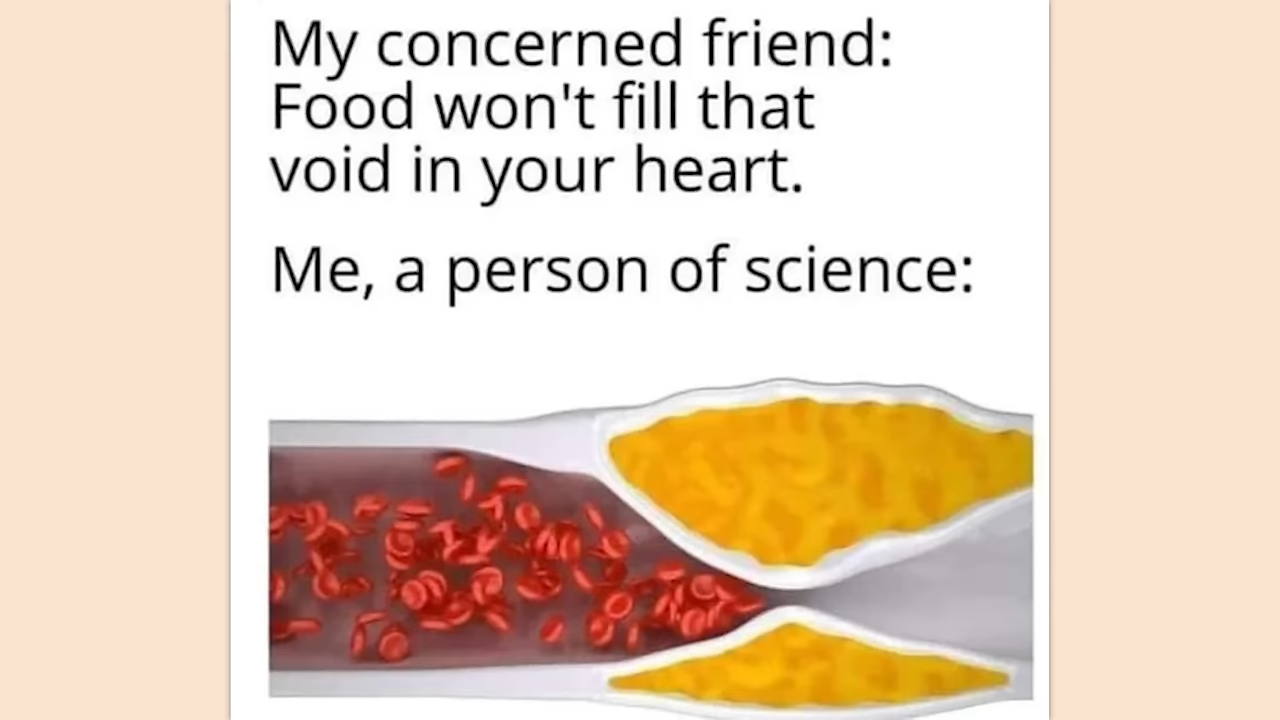 My concerned friend:
Food won't fill that
void in your heart.
Me, a person of science: